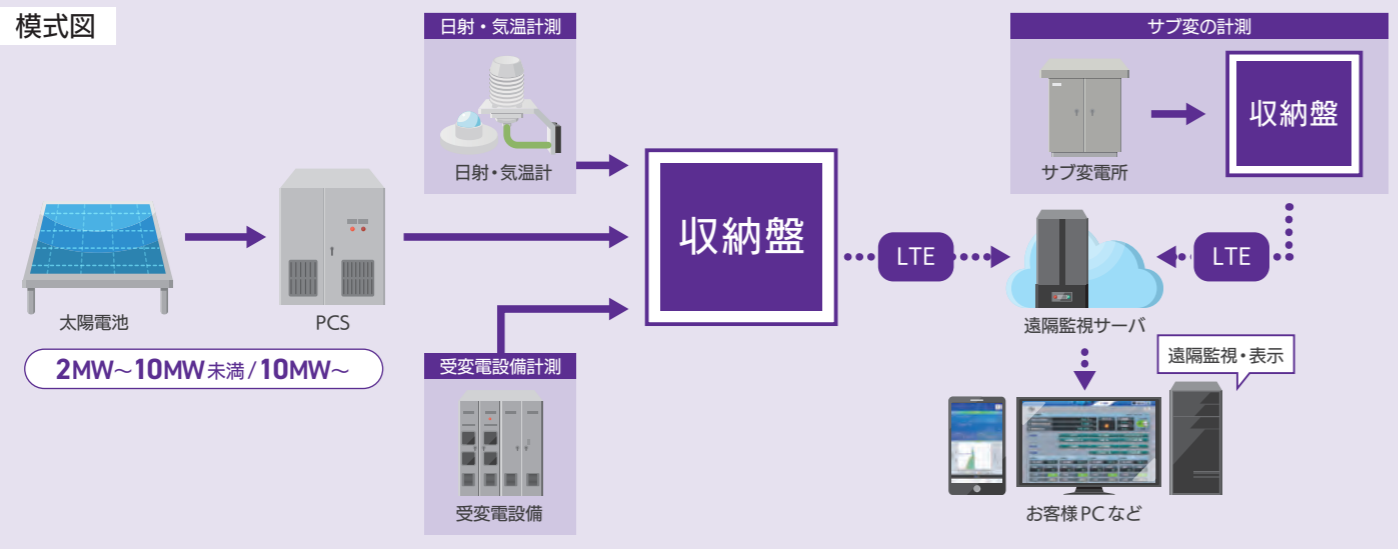 模式図
日射・気温計測
日射・気温計
太陽電池
PCS
2MW～10MW未満/10MW～
受変電設備計測
受変電設備
収納盤
LTE
サブ変の計測
サブ変電所
収納盤
LTE
遠隔監視サーバ
遠隔監視・表示
お客様PCなど